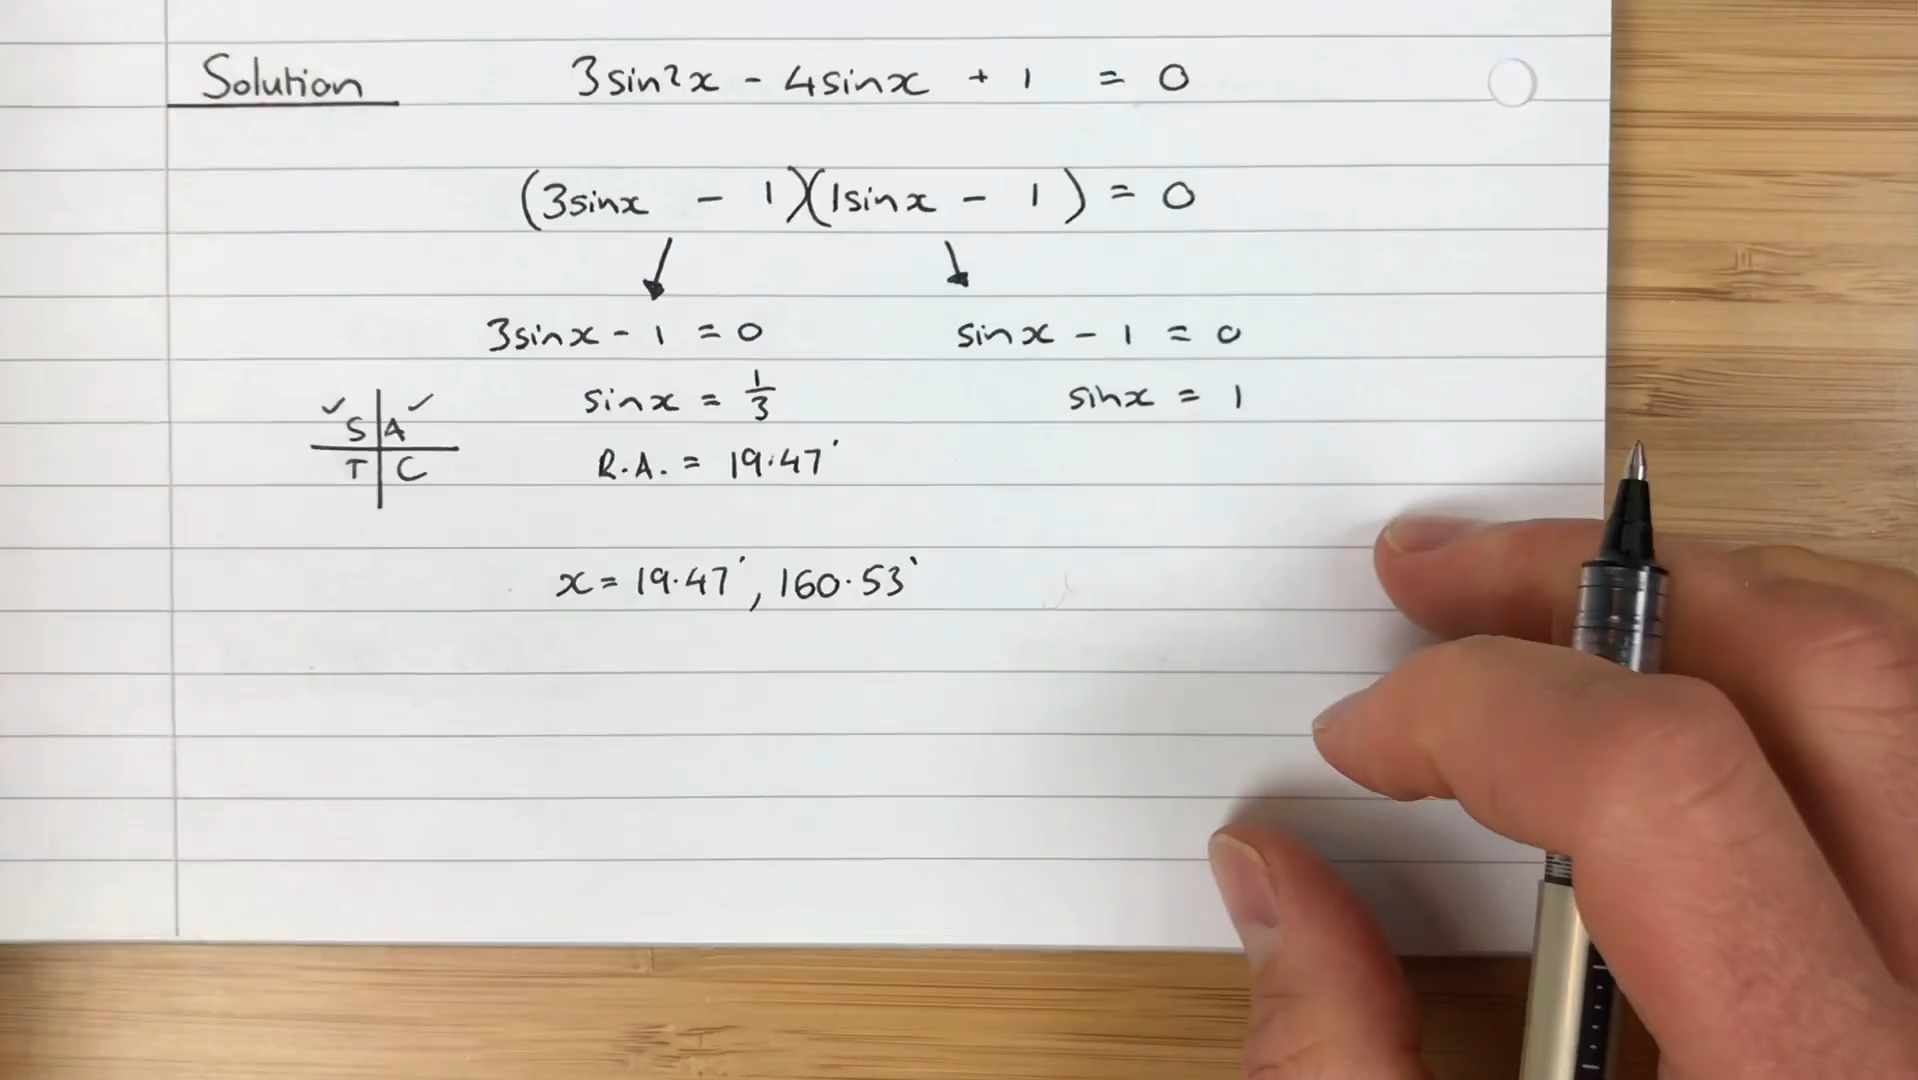 Solution 3sin²x - 4sinx + 1 = 0
(3sinx - 1)(1sinx - 1) = 0
3sinx - 1 = 0 sinx - 1 = 0
sinx = 1/3 sinx = 1
✓ S A ✓
T C R.A. = 19.47°
x = 19.47°, 160.53°